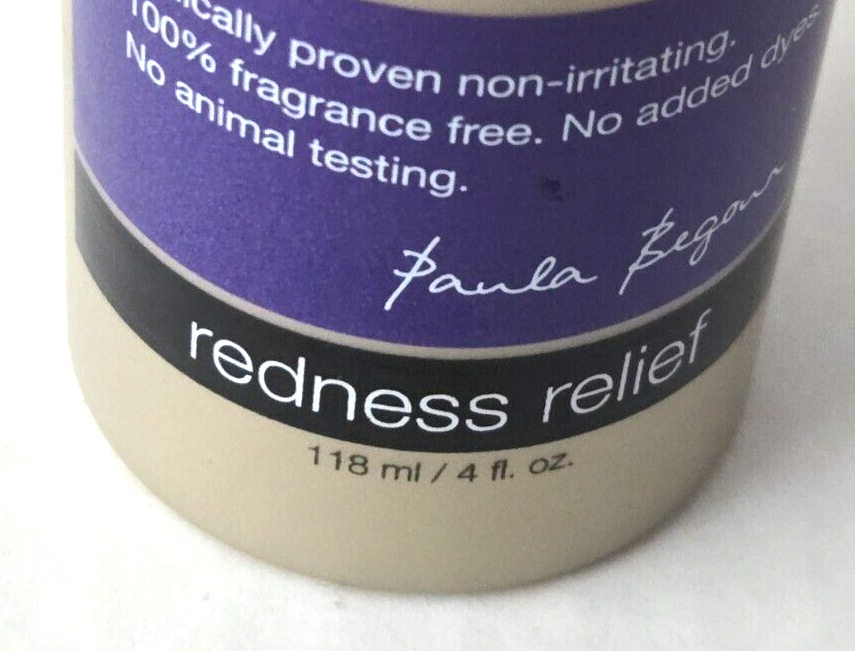 proven non-irritating.
100% fragrance free. No added dyes.
No animal testing.
Paula Begoun
redness relief
118 ml / 4 fl. oz.